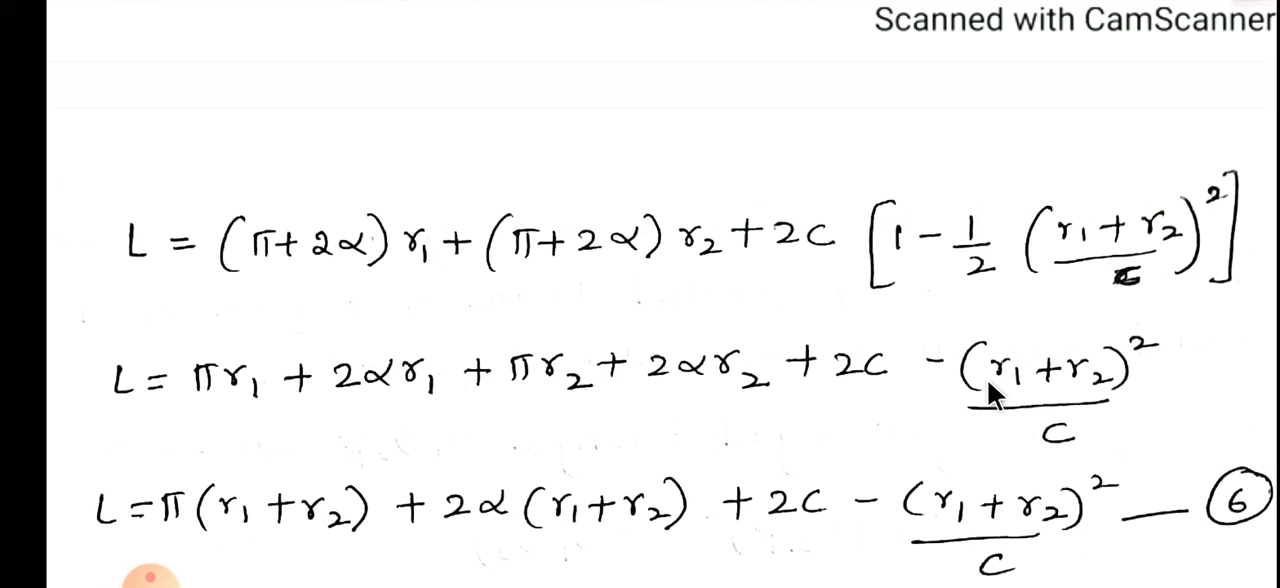 Scanned with CamScanner
L = (π+2α) r₁ + (π+2α) r₂ + 2C [1 - 1/2 ((r₁+r₂)/C)²]
L = πr₁ + 2αr₁ + πr₂ + 2αr₂ + 2C - (r₁+r₂)²/C
L = π(r₁+r₂) + 2α(r₁+r₂) + 2C - (r₁+r₂)²/C — ⑥